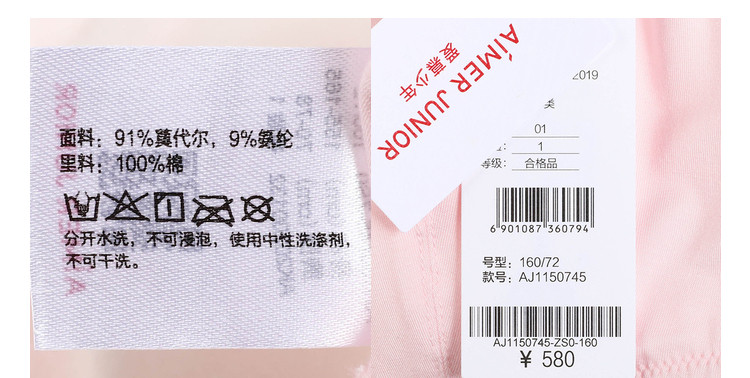 面料：91%莫代尔，9%氨纶
里料：100%棉
分开水洗，不可浸泡，使用中性洗涤剂，
不可干洗。
AiMER JUNIOR
爱慕少年
2019
类
01
1
等级：合格品
6901087360794
号型：160/72
款号：AJ1150745
AJ1150745-ZS0-160
¥ 580